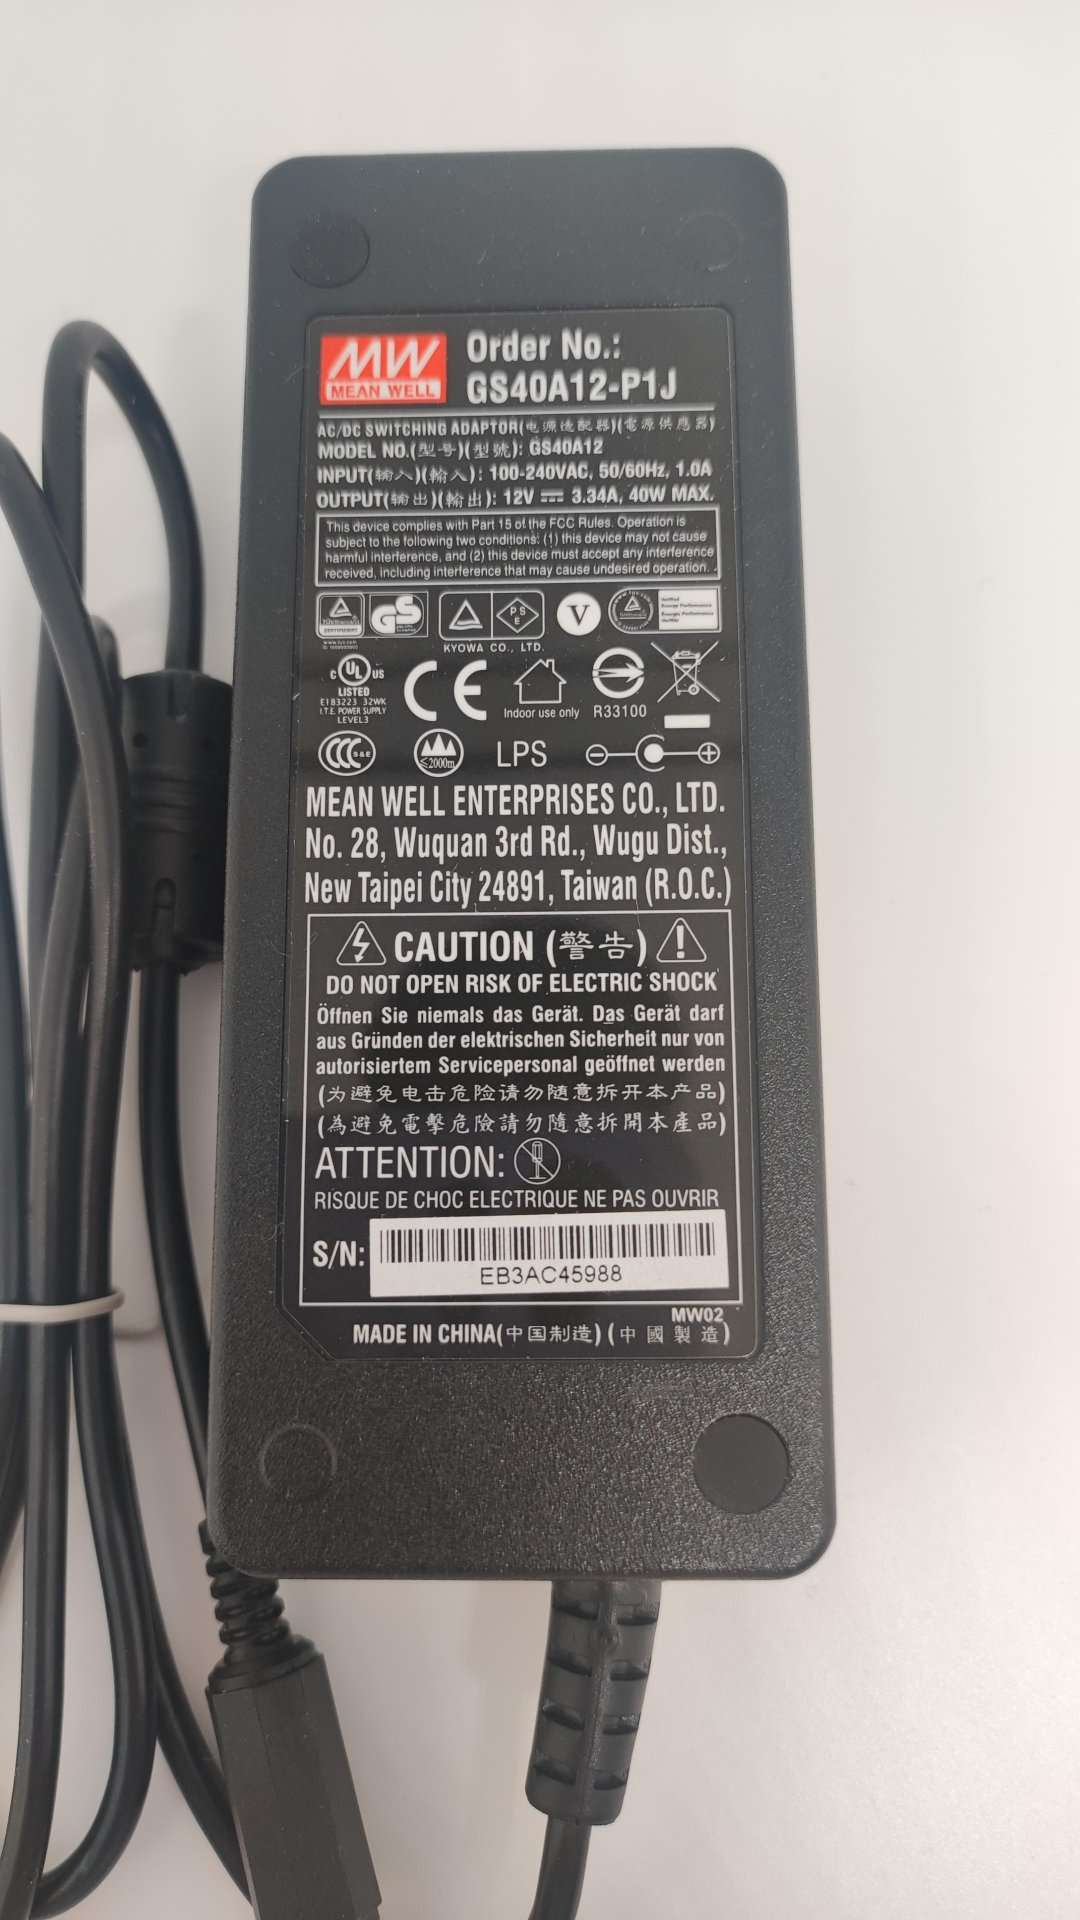 MW
MEAN WELL
Order No.:
GS40A12-P1J
AC/DC SWITCHING ADAPTOR(电源适配器)(電源供應器)
MODEL NO.(型号)(型號): GS40A12
INPUT(输入)(輸入): 100-240VAC, 50/60Hz, 1.0A
OUTPUT(输出)(輸出): 12V ⎓ 3.34A, 40W MAX.
This device complies with Part 15 of the FCC Rules. Operation is
subject to the following two conditions: (1) this device may not cause
harmful interference, and (2) this device must accept any interference
received, including interference that may cause undesired operation.
GS
PS
E
V
KYOWA CO., LTD.
C UL US
LISTED
E183223 32WK
I.T.E. POWER SUPPLY
LEVEL3
CE
Indoor use only
R33100
CCC S&E
≤2000m
LPS
MEAN WELL ENTERPRISES CO., LTD.
No. 28, Wuquan 3rd Rd., Wugu Dist.,
New Taipei City 24891, Taiwan (R.O.C.)
CAUTION (警告)
DO NOT OPEN RISK OF ELECTRIC SHOCK
Öffnen Sie niemals das Gerät. Das Gerät darf
aus Gründen der elektrischen Sicherheit nur von
autorisiertem Servicepersonal geöffnet werden
(为避免电击危险请勿随意拆开本产品)
(為避免電擊危險請勿隨意拆開本產品)
ATTENTION:
RISQUE DE CHOC ELECTRIQUE NE PAS OUVRIR
S/N:
EB3AC45988
MW02
MADE IN CHINA(中国制造)(中國製造)